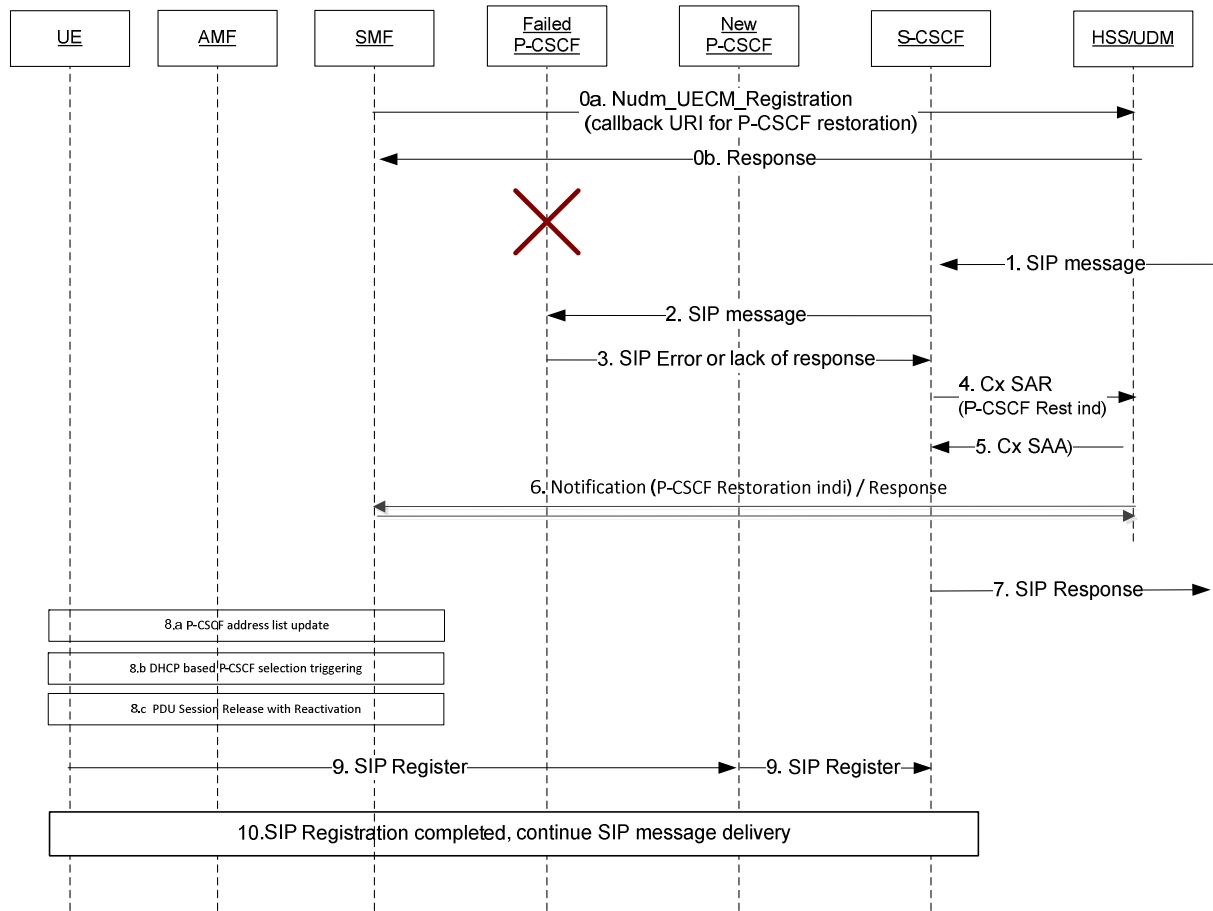 UE
AMF
SMF
Failed
P-CSCF
New
P-CSCF
S-CSCF
HSS/UDM
0a. Nudm_UECM_Registration
(callback URI for P-CSCF restoration)
0b. Response
1. SIP message
2. SIP message
3. SIP Error or lack of response
4. Cx SAR
(P-CSCF Rest ind)
5. Cx SAA)
6. Notification (P-CSCF Restoration indi) / Response
7. SIP Response
8.a P-CSCF address list update
8.b DHCP based P-CSCF selection triggering
8.c PDU Session Release with Reactivation
9. SIP Register
9. SIP Register
10.SIP Registration completed, continue SIP message delivery